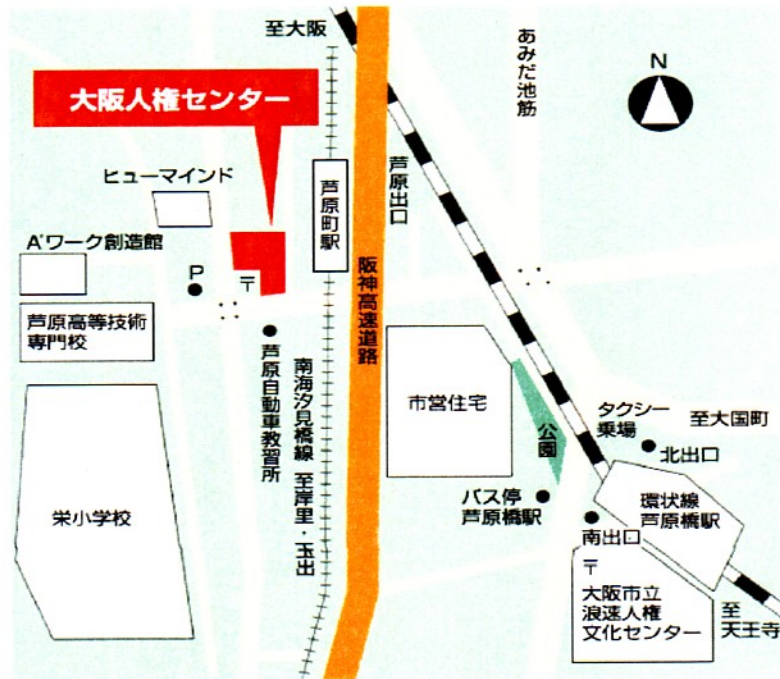 至大阪
あみだ池筋
N
大阪人権センター
ヒューマインド
芦原町駅
芦原出口
A'ワーク創造館
P
〒
阪神高速道路
芦原高等技術
専門校
芦原自動車教習所
南海汐見橋線 至岸里・玉出
市営住宅
公園
タクシー
乗場
至大国町
北出口
栄小学校
バス停
芦原橋駅
環状線
芦原橋駅
南出口
〒
大阪市立
浪速人権
文化センター
至
天王寺